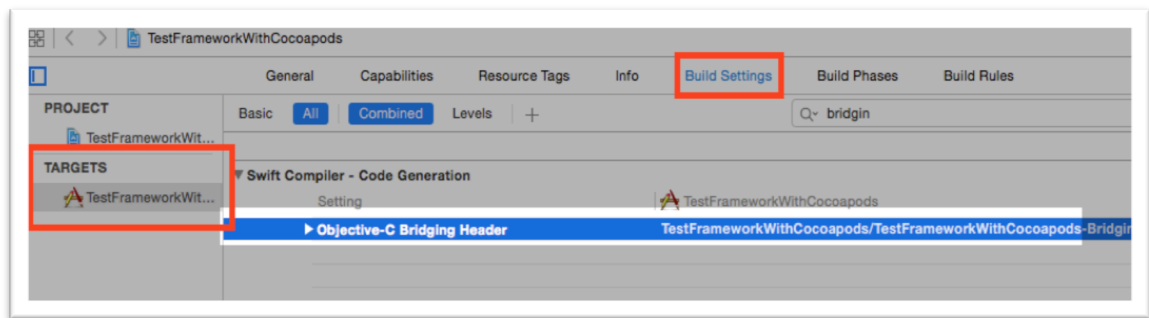 TestFrameworkWithCocoapods
General Capabilities Resource Tags Info Build Settings Build Phases Build Rules
PROJECT
Basic All Combined Levels + bridgin
TestFrameworkWit...
TARGETS
Swift Compiler - Code Generation
TestFrameworkWit...
Setting TestFrameworkWithCocoapods
Objective-C Bridging Header TestFrameworkWithCocoapods/TestFrameworkWithCocoapods-Bridgin